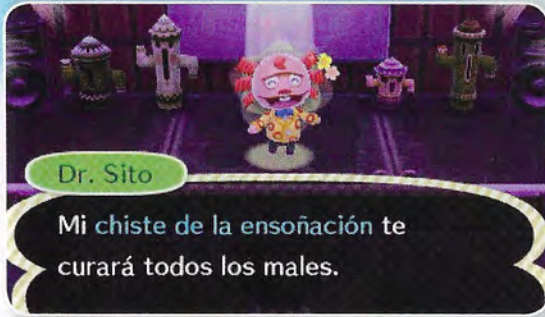 Dr. Sito
Mi chiste de la ensoñación te
curará todos los males.